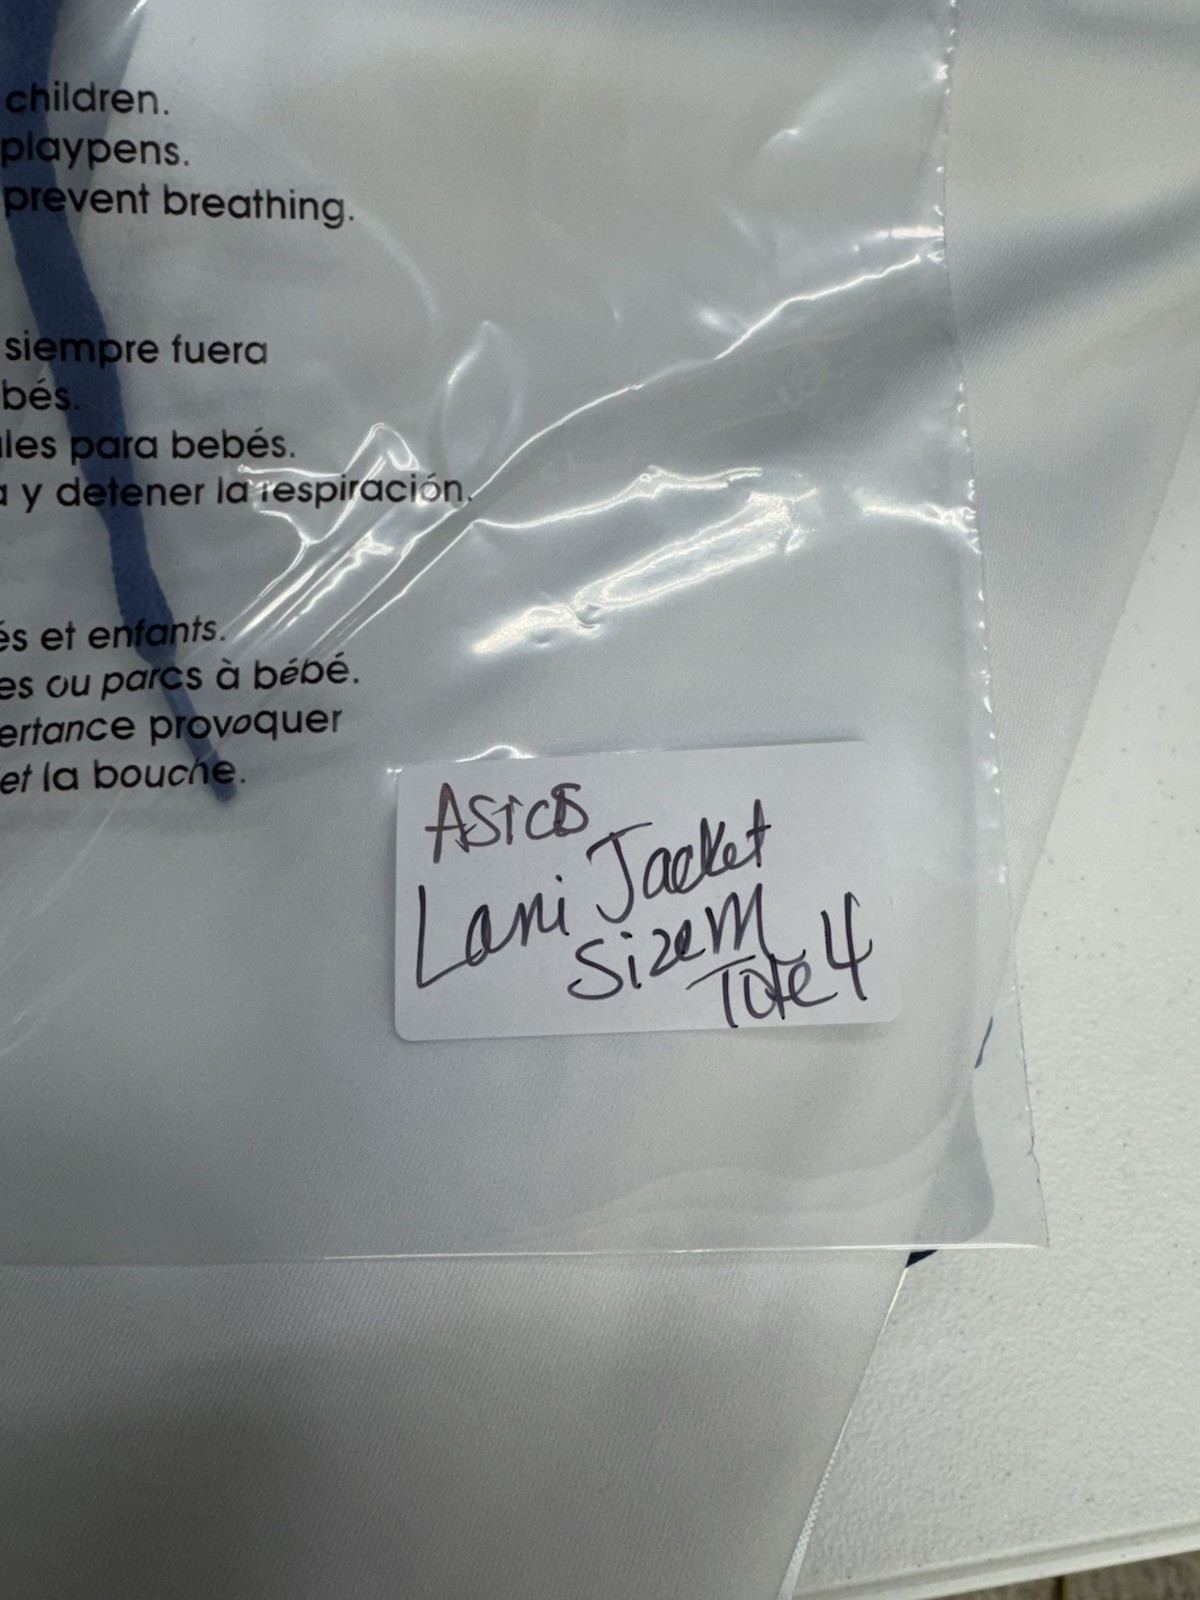 children.
playpens.
prevent breathing.
siempre fuera
bés.
ales para bebés.
a y detener la respiración.
és et enfants.
es ou parcs à bébé.
ertance provoquer
et la bouche.
ASICS
Lani Jacket
Size M
Tote 4